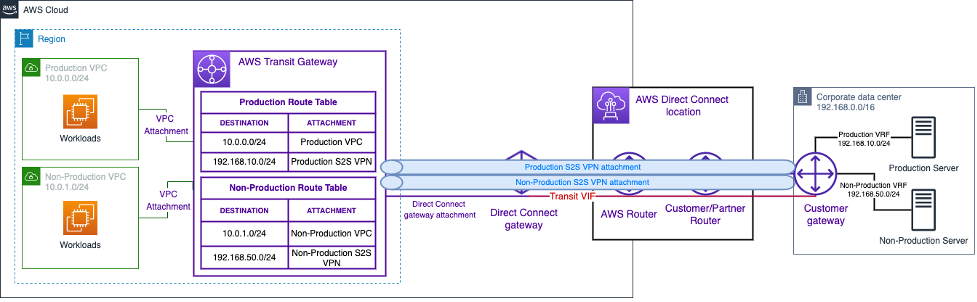 aws
AWS Cloud
Region
Production VPC
10.0.0.0/24
Workloads
Non-Production VPC
10.0.1.0/24
Workloads
VPC
Attachment
VPC
Attachment
AWS Transit Gateway
Production Route Table
DESTINATION ATTACHMENT
10.0.0.0/24 Production VPC
192.168.10.0/24 Production S2S VPN
Non-Production Route Table
DESTINATION ATTACHMENT
10.0.1.0/24 Non-Production VPC
192.168.50.0/24 Non-Production S2S
VPN
Production S2S VPN attachment
Non-Production S2S VPN attachment
Transit VIF
Direct Connect
gateway attachment
Direct Connect
gateway
AWS Direct Connect
location
AWS Router
Customer/Partner
Router
Corporate data center
192.168.0.0/16
Production VRF
192.168.10.0/24
Production Server
Non-Production VRF
192.168.50.0/24
Customer
gateway
Non-Production Server